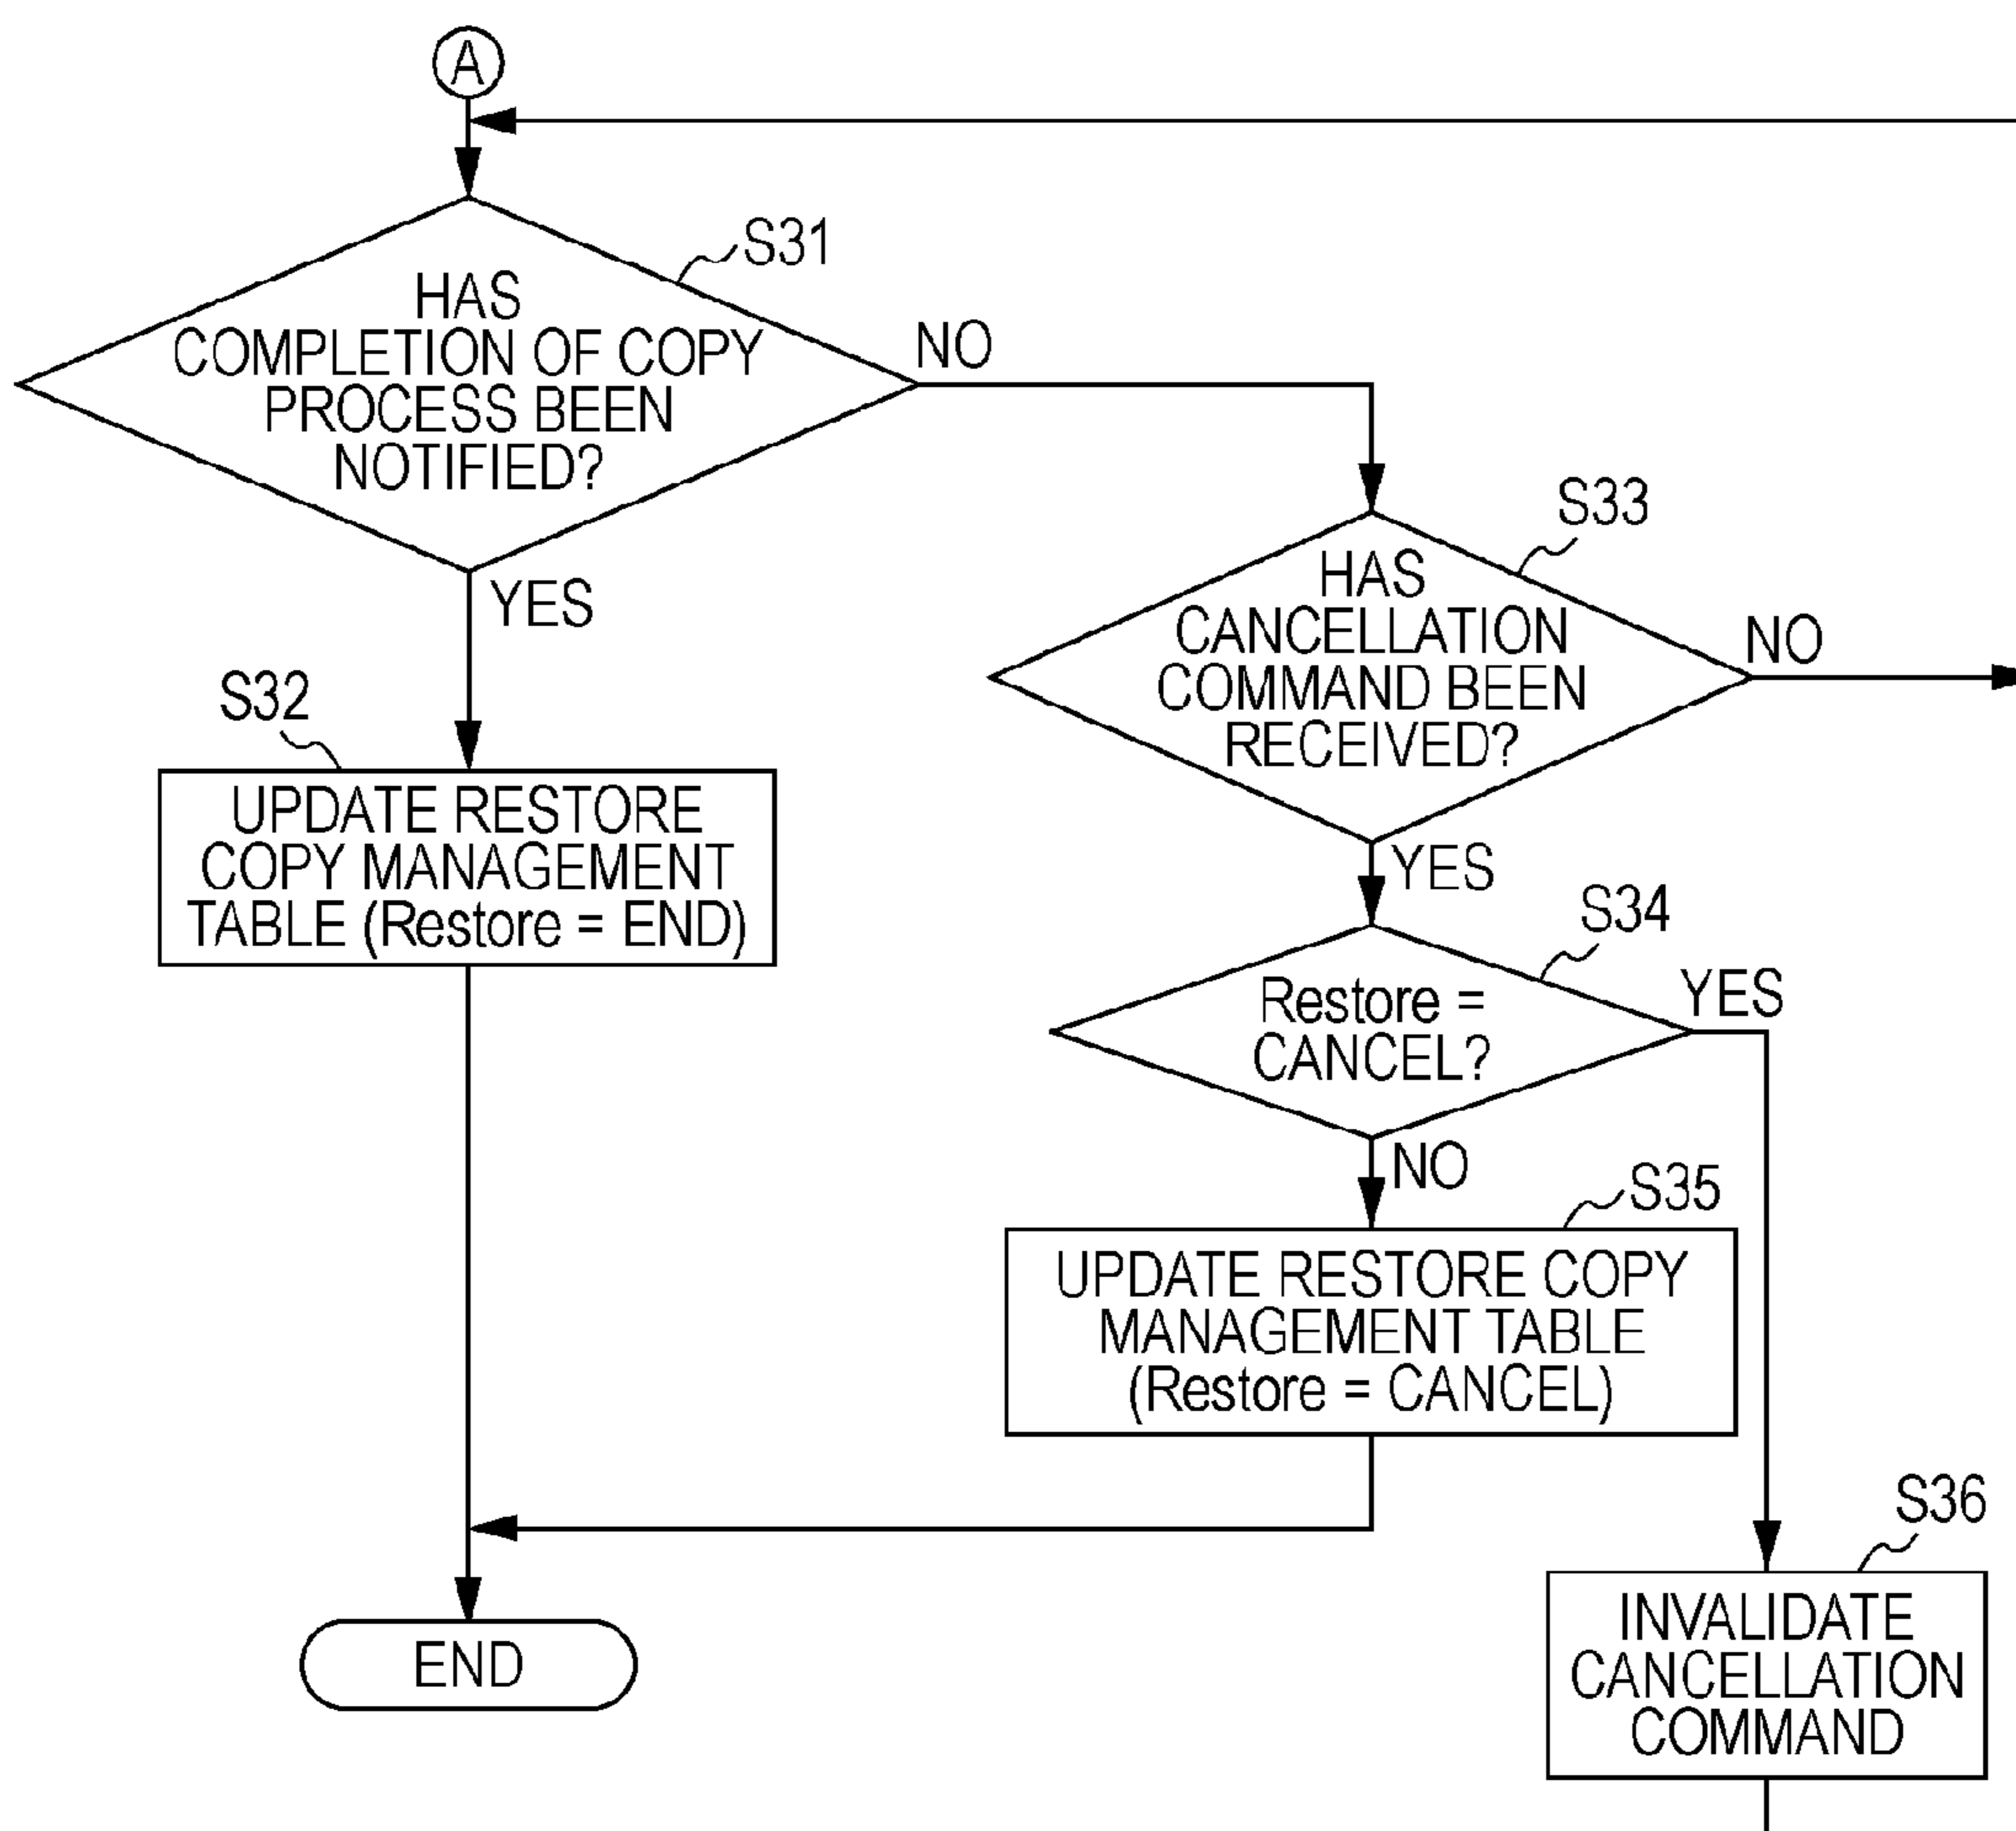 A
S31
HAS
COMPLETION OF COPY
PROCESS BEEN
NOTIFIED?
NO
YES
S32
UPDATE RESTORE
COPY MANAGEMENT
TABLE (Restore = END)
S33
HAS
CANCELLATION
COMMAND BEEN
RECEIVED?
NO
YES
S34
Restore =
CANCEL?
YES
NO
S35
UPDATE RESTORE COPY
MANAGEMENT TABLE
(Restore = CANCEL)
S36
INVALIDATE
CANCELLATION
COMMAND
END